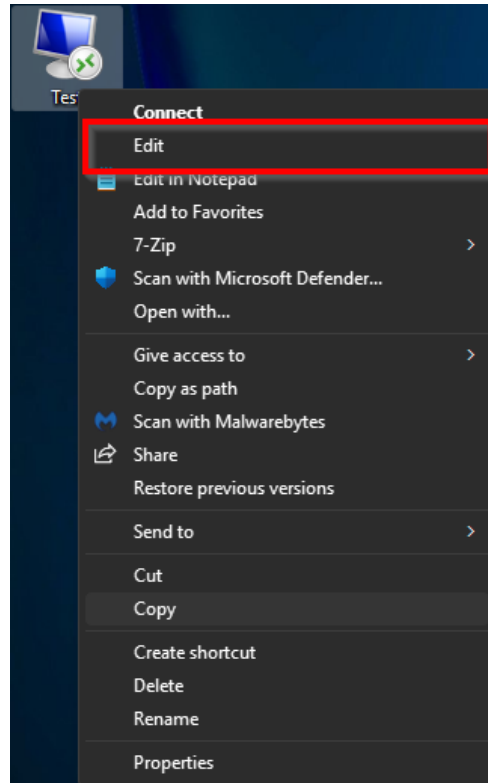 Tes
Connect
Edit
Edit in Notepad
Add to Favorites
7-Zip
Scan with Microsoft Defender...
Open with...
Give access to
Copy as path
Scan with Malwarebytes
Share
Restore previous versions
Send to
Cut
Copy
Create shortcut
Delete
Rename
Properties